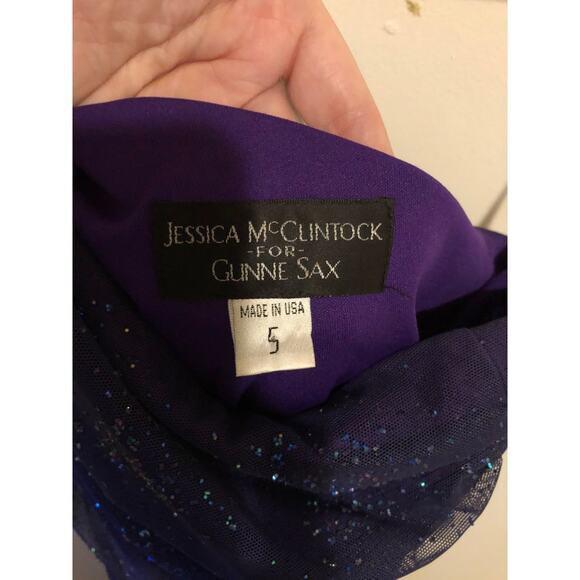 JESSICA MCCLINTOCK
-FOR-
GUNNE SAX
MADE IN USA
5